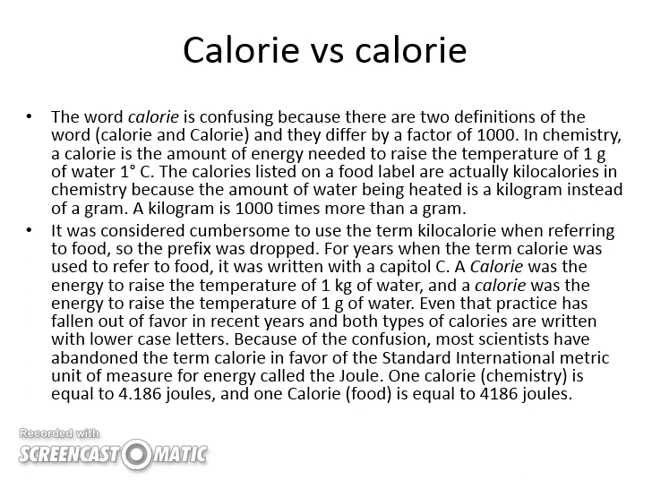 Calorie vs calorie
• The word calorie is confusing because there are two definitions of the
word (calorie and Calorie) and they differ by a factor of 1000. In chemistry,
a calorie is the amount of energy needed to raise the temperature of 1 g
of water 1° C. The calories listed on a food label are actually kilocalories in
chemistry because the amount of water being heated is a kilogram instead
of a gram. A kilogram is 1000 times more than a gram.
• It was considered cumbersome to use the term kilocalorie when referring
to food, so the prefix was dropped. For years when the term calorie was
used to refer to food, it was written with a capitol C. A Calorie was the
energy to raise the temperature of 1 kg of water, and a calorie was the
energy to raise the temperature of 1 g of water. Even that practice has
fallen out of favor in recent years and both types of calories are written
with lower case letters. Because of the confusion, most scientists have
abandoned the term calorie in favor of the Standard International metric
unit of measure for energy called the Joule. One calorie (chemistry) is
equal to 4.186 joules, and one Calorie (food) is equal to 4186 joules.
Recorded with
SCREENCAST-O-MATIC